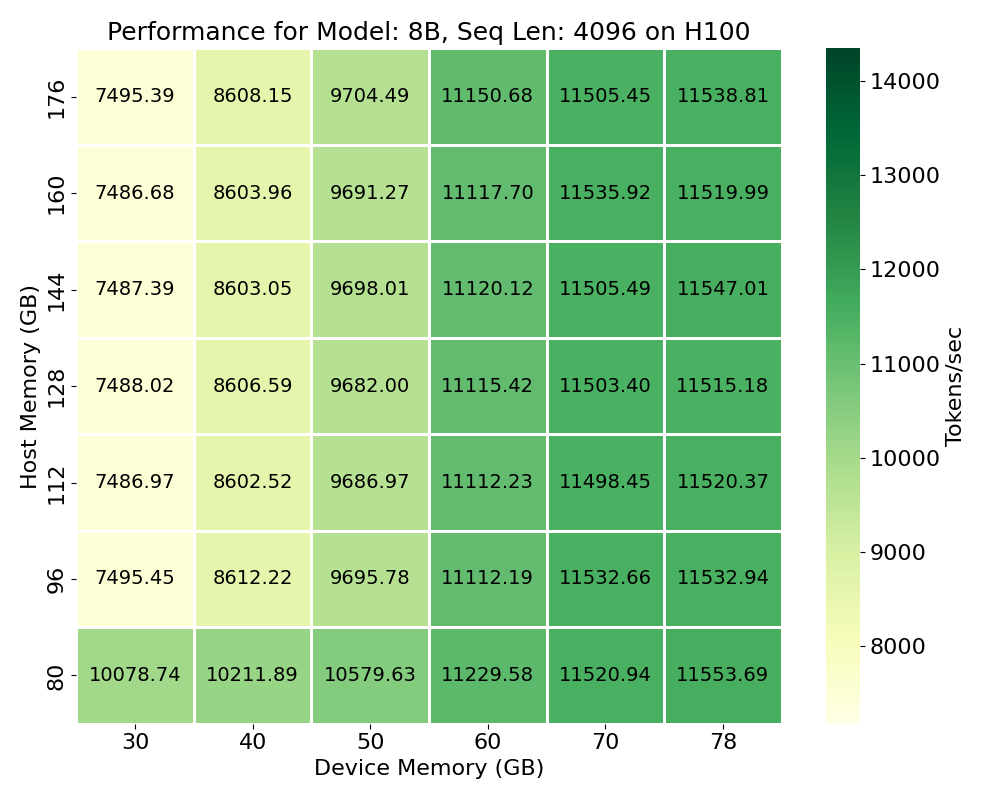 Performance for Model: 8B, Seq Len: 4096 on H100
Host Memory (GB)
176 7495.39 8608.15 9704.49 11150.68 11505.45 11538.81
160 7486.68 8603.96 9691.27 11117.70 11535.92 11519.99
144 7487.39 8603.05 9698.01 11120.12 11505.49 11547.01
128 7488.02 8606.59 9682.00 11115.42 11503.40 11515.18
112 7486.97 8602.52 9686.97 11112.23 11498.45 11520.37
96 7495.45 8612.22 9695.78 11112.19 11532.66 11532.94
80 10078.74 10211.89 10579.63 11229.58 11520.94 11553.69
30 40 50 60 70 78
Device Memory (GB)
14000
13000
12000
11000
10000
9000
8000
Tokens/sec